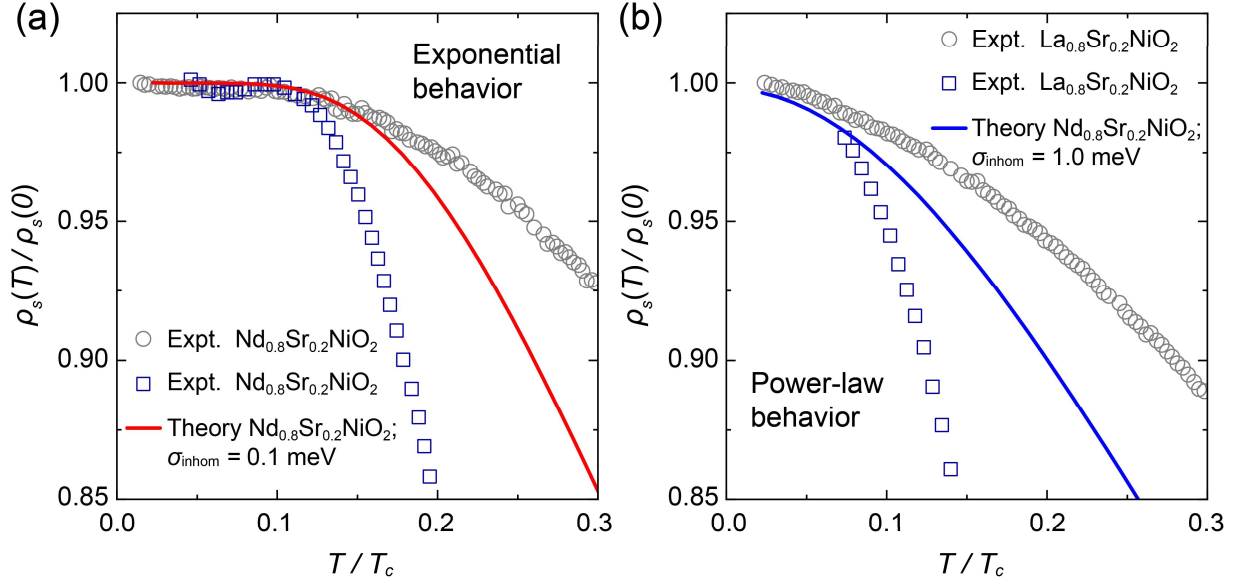 (a)
Exponential
behavior
1.00
0.95
0.90
0.85
ρs(T) / ρs(0)
Expt. Nd0.8Sr0.2NiO2
Expt. Nd0.8Sr0.2NiO2
Theory Nd0.8Sr0.2NiO2;
σinhom = 0.1 meV
0.0 0.1 0.2 0.3
T / Tc
(b)
Expt. La0.8Sr0.2NiO2
Expt. La0.8Sr0.2NiO2
Theory Nd0.8Sr0.2NiO2;
σinhom = 1.0 meV
1.00
0.95
0.90
0.85
ρs(T) / ρs(0)
Power-law
behavior
0.0 0.1 0.2 0.3
T / Tc